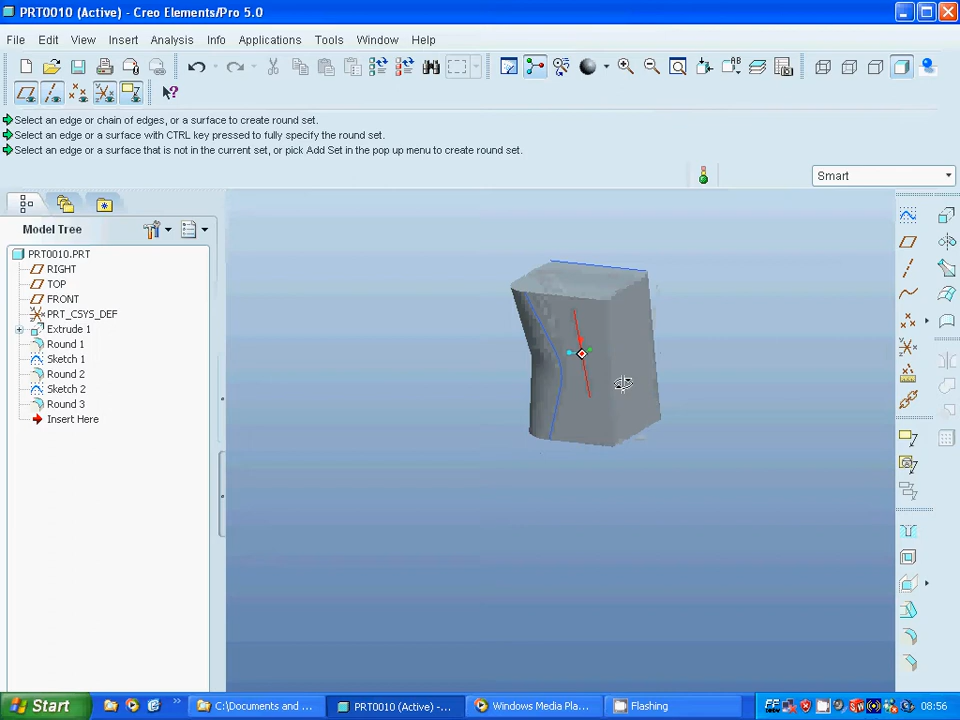 PRT0010 (Active) - Creo Elements/Pro 5.0
File Edit View Insert Analysis Info Applications Tools Window Help
Select an edge or chain of edges, or a surface to create round set.
Select an edge or a surface with CTRL key pressed to fully specify the round set.
Select an edge or a surface that is not in the current set, or pick Add Set in the pop up menu to create round set.
Smart
Model Tree
PRT0010.PRT
RIGHT
TOP
FRONT
PRT_CSYS_DEF
Extrude 1
Round 1
Sketch 1
Round 2
Sketch 2
Round 3
Insert Here
Start
C:\Documents and ...
PRT0010 (Active) -...
Windows Media Pla...
Flashing
08:56